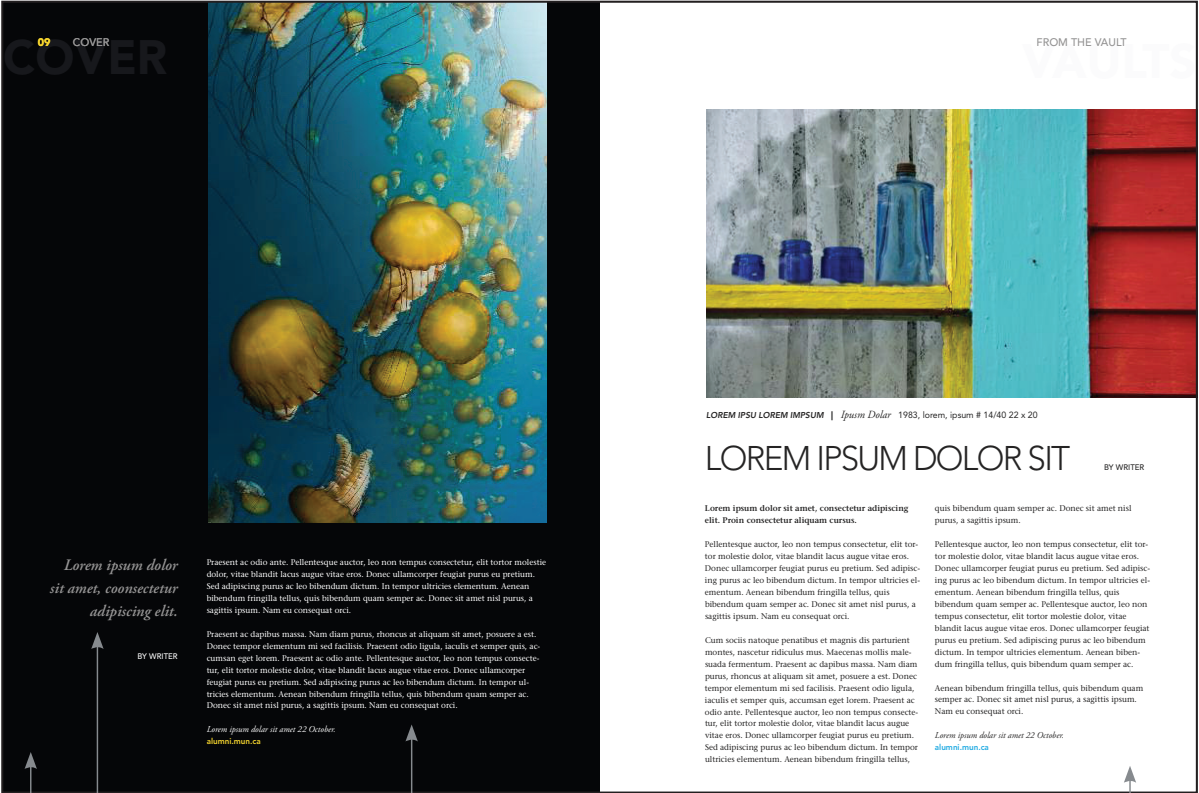 COVER
09 COVER
Lorem ipsum dolor
sit amet, coonsectetur
adipiscing elit.
BY WRITER
Praesent ac odio ante. Pellentesque auctor, leo non tempus consectetur, elit tortor molestie
dolor, vitae blandit lacus augue vitae eros. Donec ullamcorper feugiat purus eu pretium.
Sed adipiscing purus ac leo bibendum dictum. In tempor ultricies elementum. Aenean
bibendum fringilla tellus, quis bibendum quam semper ac. Donec sit amet nisl purus, a
sagittis ipsum. Nam eu consequat orci.
Praesent ac dapibus massa. Nam diam purus, rhoncus at aliquam sit amet, posuere a est.
Donec tempor elementum mi sed facilisis. Praesent odio ligula, iaculis et semper quis, ac-
cumsan eget lorem. Praesent ac odio ante. Pellentesque auctor, leo non tempus consecte-
tur, elit tortor molestie dolor, vitae blandit lacus augue vitae eros. Donec ullamcorper
feugiat purus eu pretium. Sed adipiscing purus ac leo bibendum dictum. In tempor ul-
tricies elementum. Aenean bibendum fringilla tellus, quis bibendum quam semper ac.
Donec sit amet nisl purus, a sagittis ipsum. Nam eu consequat orci.
Lorem ipsum dolar sit amet 22 October.
alumni.mun.ca
FROM THE VAULT
VAULTS
LOREM IPSU LOREM IMPSUM | Ipusm Dolar 1983, lorem, ipsum # 14/40 22 x 20
LOREM IPSUM DOLOR SIT
BY WRITER
Lorem ipsum dolor sit amet, consectetur adipiscing
elit. Proin consectetur aliquam cursus.
Pellentesque auctor, leo non tempus consectetur, elit tor-
tor molestie dolor, vitae blandit lacus augue vitae eros.
Donec ullamcorper feugiat purus eu pretium. Sed adipisc-
ing purus ac leo bibendum dictum. In tempor ultricies el-
ementum. Aenean bibendum fringilla tellus, quis
bibendum quam semper ac. Donec sit amet nisl purus, a
sagittis ipsum. Nam eu consequat orci.
Cum sociis natoque penatibus et magnis dis parturient
montes, nascetur ridiculus mus. Maecenas mollis male-
suada fermentum. Praesent ac dapibus massa. Nam diam
purus, rhoncus at aliquam sit amet, posuere a est. Donec
tempor elementum mi sed facilisis. Praesent odio ligula,
iaculis et semper quis, accumsan eget lorem. Praesent ac
odio ante. Pellentesque auctor, leo non tempus consecte-
tur, elit tortor molestie dolor, vitae blandit lacus augue
vitae eros. Donec ullamcorper feugiat purus eu pretium.
Sed adipiscing purus ac leo bibendum dictum. In tempor
ultricies elementum. Aenean bibendum fringilla tellus,
quis bibendum quam semper ac. Donec sit amet nisl
purus, a sagittis ipsum.
Pellentesque auctor, leo non tempus consectetur, elit tor-
tor molestie dolor, vitae blandit lacus augue vitae eros.
Donec ullamcorper feugiat purus eu pretium. Sed adipisc-
ing purus ac leo bibendum dictum. In tempor ultricies el-
ementum. Aenean bibendum fringilla tellus, quis
bibendum quam semper ac. Pellentesque auctor, leo non
tempus consectetur, elit tortor molestie dolor, vitae
blandit lacus augue vitae eros. Donec ullamcorper feugiat
purus eu pretium. Sed adipiscing purus ac leo bibendum
dictum. In tempor ultricies elementum. Aenean biben-
dum fringilla tellus, quis bibendum quam semper ac.
Aenean bibendum fringilla tellus, quis bibendum quam
semper ac. Donec sit amet nisl purus, a sagittis ipsum.
Nam eu consequat orci.
Lorem ipsum dolar sit amet 22 October.
alumni.mun.ca